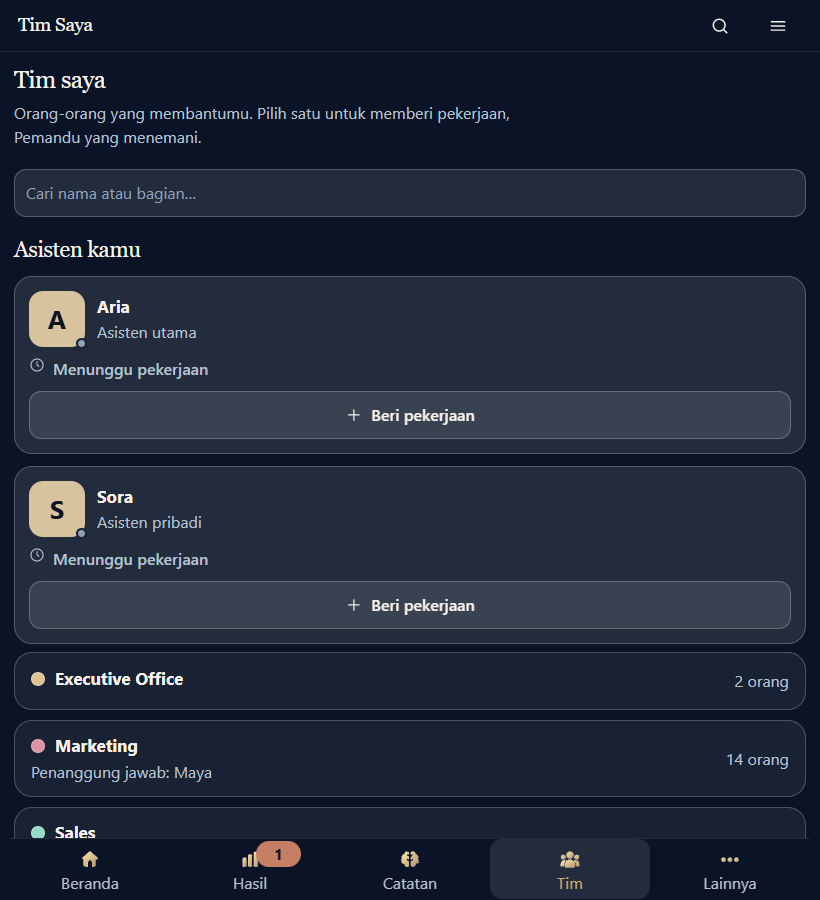 Tim Saya
Tim saya
Orang-orang yang membantumu. Pilih satu untuk memberi pekerjaan,
Pemandu yang menemani.
Cari nama atau bagian...
Asisten kamu
A
Aria
Asisten utama
Menunggu pekerjaan
+ Beri pekerjaan
S
Sora
Asisten pribadi
Menunggu pekerjaan
+ Beri pekerjaan
Executive Office
2 orang
Marketing
Penanggung jawab: Maya
14 orang
Sales
1
Beranda
Hasil
Catatan
Tim
Lainnya